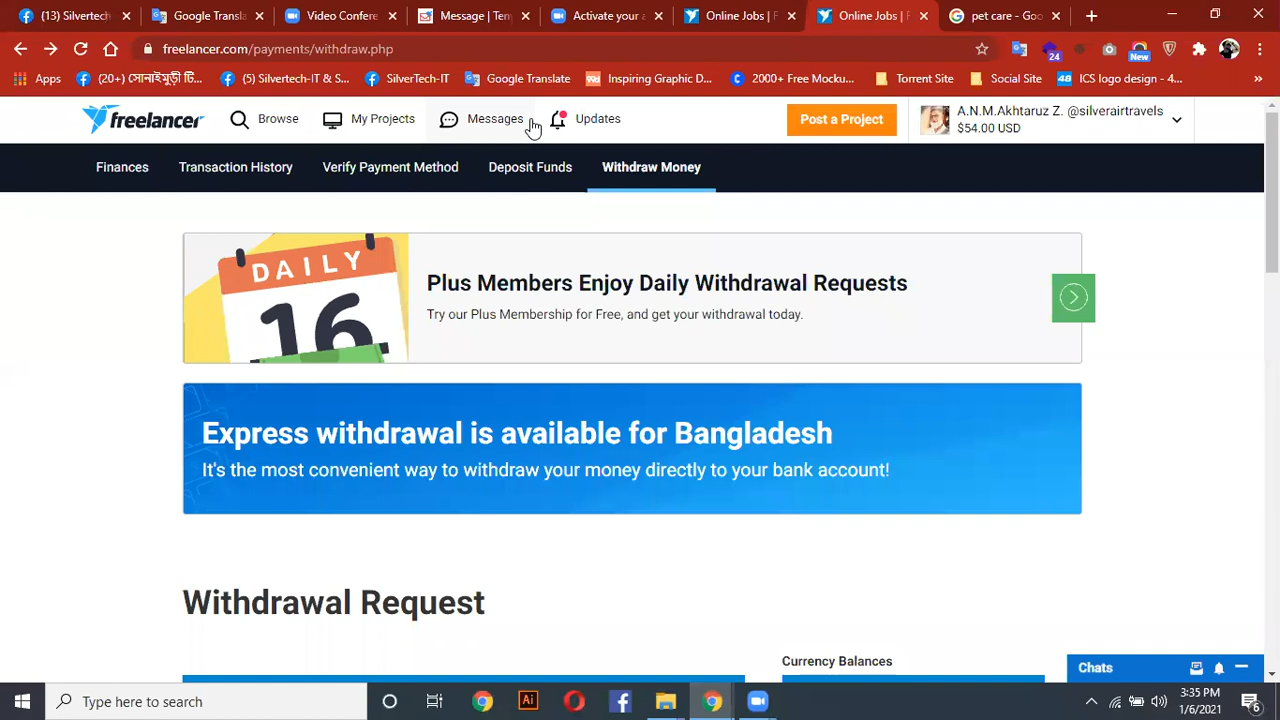 (13) Silvertech
Google Transla
Video Confere
Message | Tem
Activate your a
Online Jobs | F
Online Jobs | F
pet care - Goo
freelancer.com/payments/withdraw.php
24
New
Apps
(20+) সোনাইমুড়ী টি...
(5) Silvertech-IT & S...
SilverTech-IT
Google Translate
Inspiring Graphic D...
2000+ Free Mocku...
Torrent Site
Social Site
48 ICS logo design - 4...
»
freelancer
Browse
My Projects
Messages
Updates
Post a Project
A.N.M.Akhtaruz Z. @silverairtravels
$54.00 USD
Finances
Transaction History
Verify Payment Method
Deposit Funds
Withdraw Money
DAILY
16
Plus Members Enjoy Daily Withdrawal Requests
Try our Plus Membership for Free, and get your withdrawal today.
Express withdrawal is available for Bangladesh
It's the most convenient way to withdraw your money directly to your bank account!
Withdrawal Request
Currency Balances
Chats
Type here to search
Ai
3:35 PM
1/6/2021
6